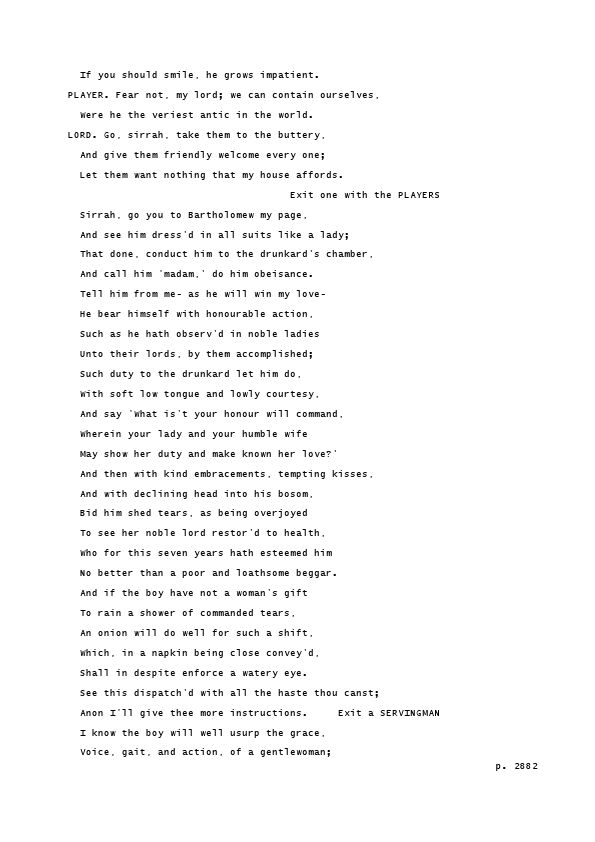 If you should smile, he grows impatient.
PLAYER. Fear not, my lord; we can contain ourselves,
Were he the veriest antic in the world.
LORD. Go, sirrah, take them to the buttery,
And give them friendly welcome every one;
Let them want nothing that my house affords.
Exit one with the PLAYERS
Sirrah, go you to Bartholomew my page,
And see him dress'd in all suits like a lady;
That done, conduct him to the drunkard's chamber,
And call him 'madam,' do him obeisance.
Tell him from me- as he will win my love-
He bear himself with honourable action,
Such as he hath observ'd in noble ladies
Unto their lords, by them accomplished;
Such duty to the drunkard let him do,
With soft low tongue and lowly courtesy,
And say 'What is't your honour will command,
Wherein your lady and your humble wife
May show her duty and make known her love?'
And then with kind embracements, tempting kisses,
And with declining head into his bosom,
Bid him shed tears, as being overjoyed
To see her noble lord restor'd to health,
Who for this seven years hath esteemed him
No better than a poor and loathsome beggar.
And if the boy have not a woman's gift
To rain a shower of commanded tears,
An onion will do well for such a shift,
Which, in a napkin being close convey'd,
Shall in despite enforce a watery eye.
See this dispatch'd with all the haste thou canst;
Anon I'll give thee more instructions. Exit a SERVINGMAN
I know the boy will well usurp the grace,
Voice, gait, and action, of a gentlewoman;
p. 2882